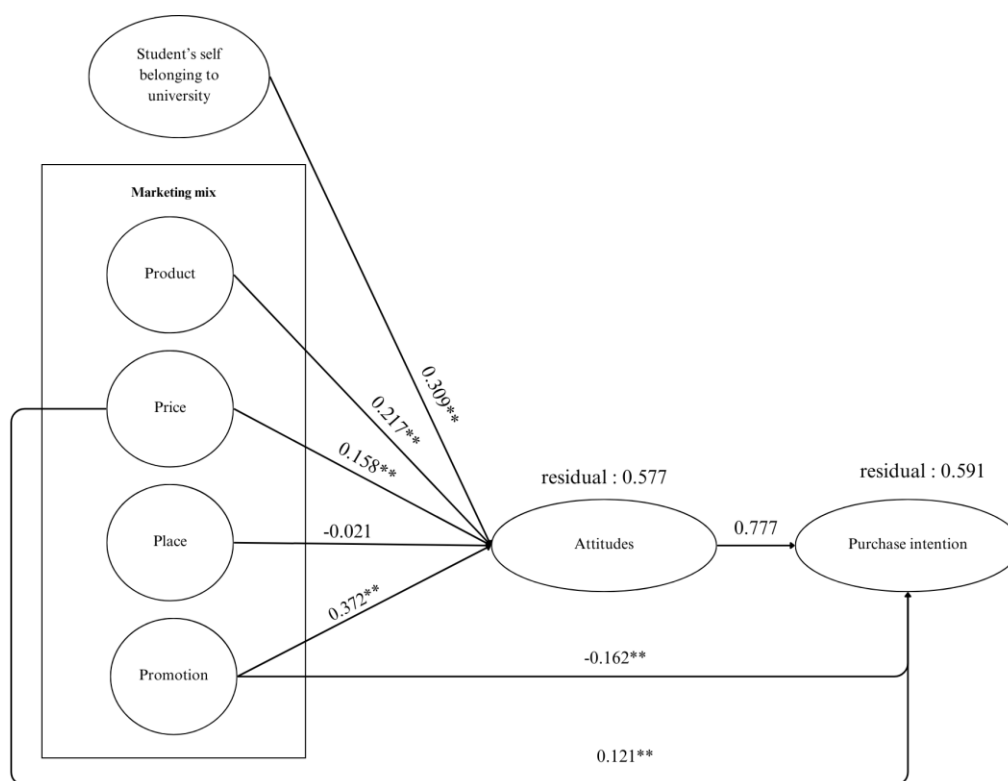 Student's self
belonging to
university
Marketing mix
Product
Price
Place
Promotion
0.309**
0.217**
0.158**
-0.021
0.372**
residual : 0.577
Attitudes
0.777
residual : 0.591
Purchase intention
-0.162**
0.121**